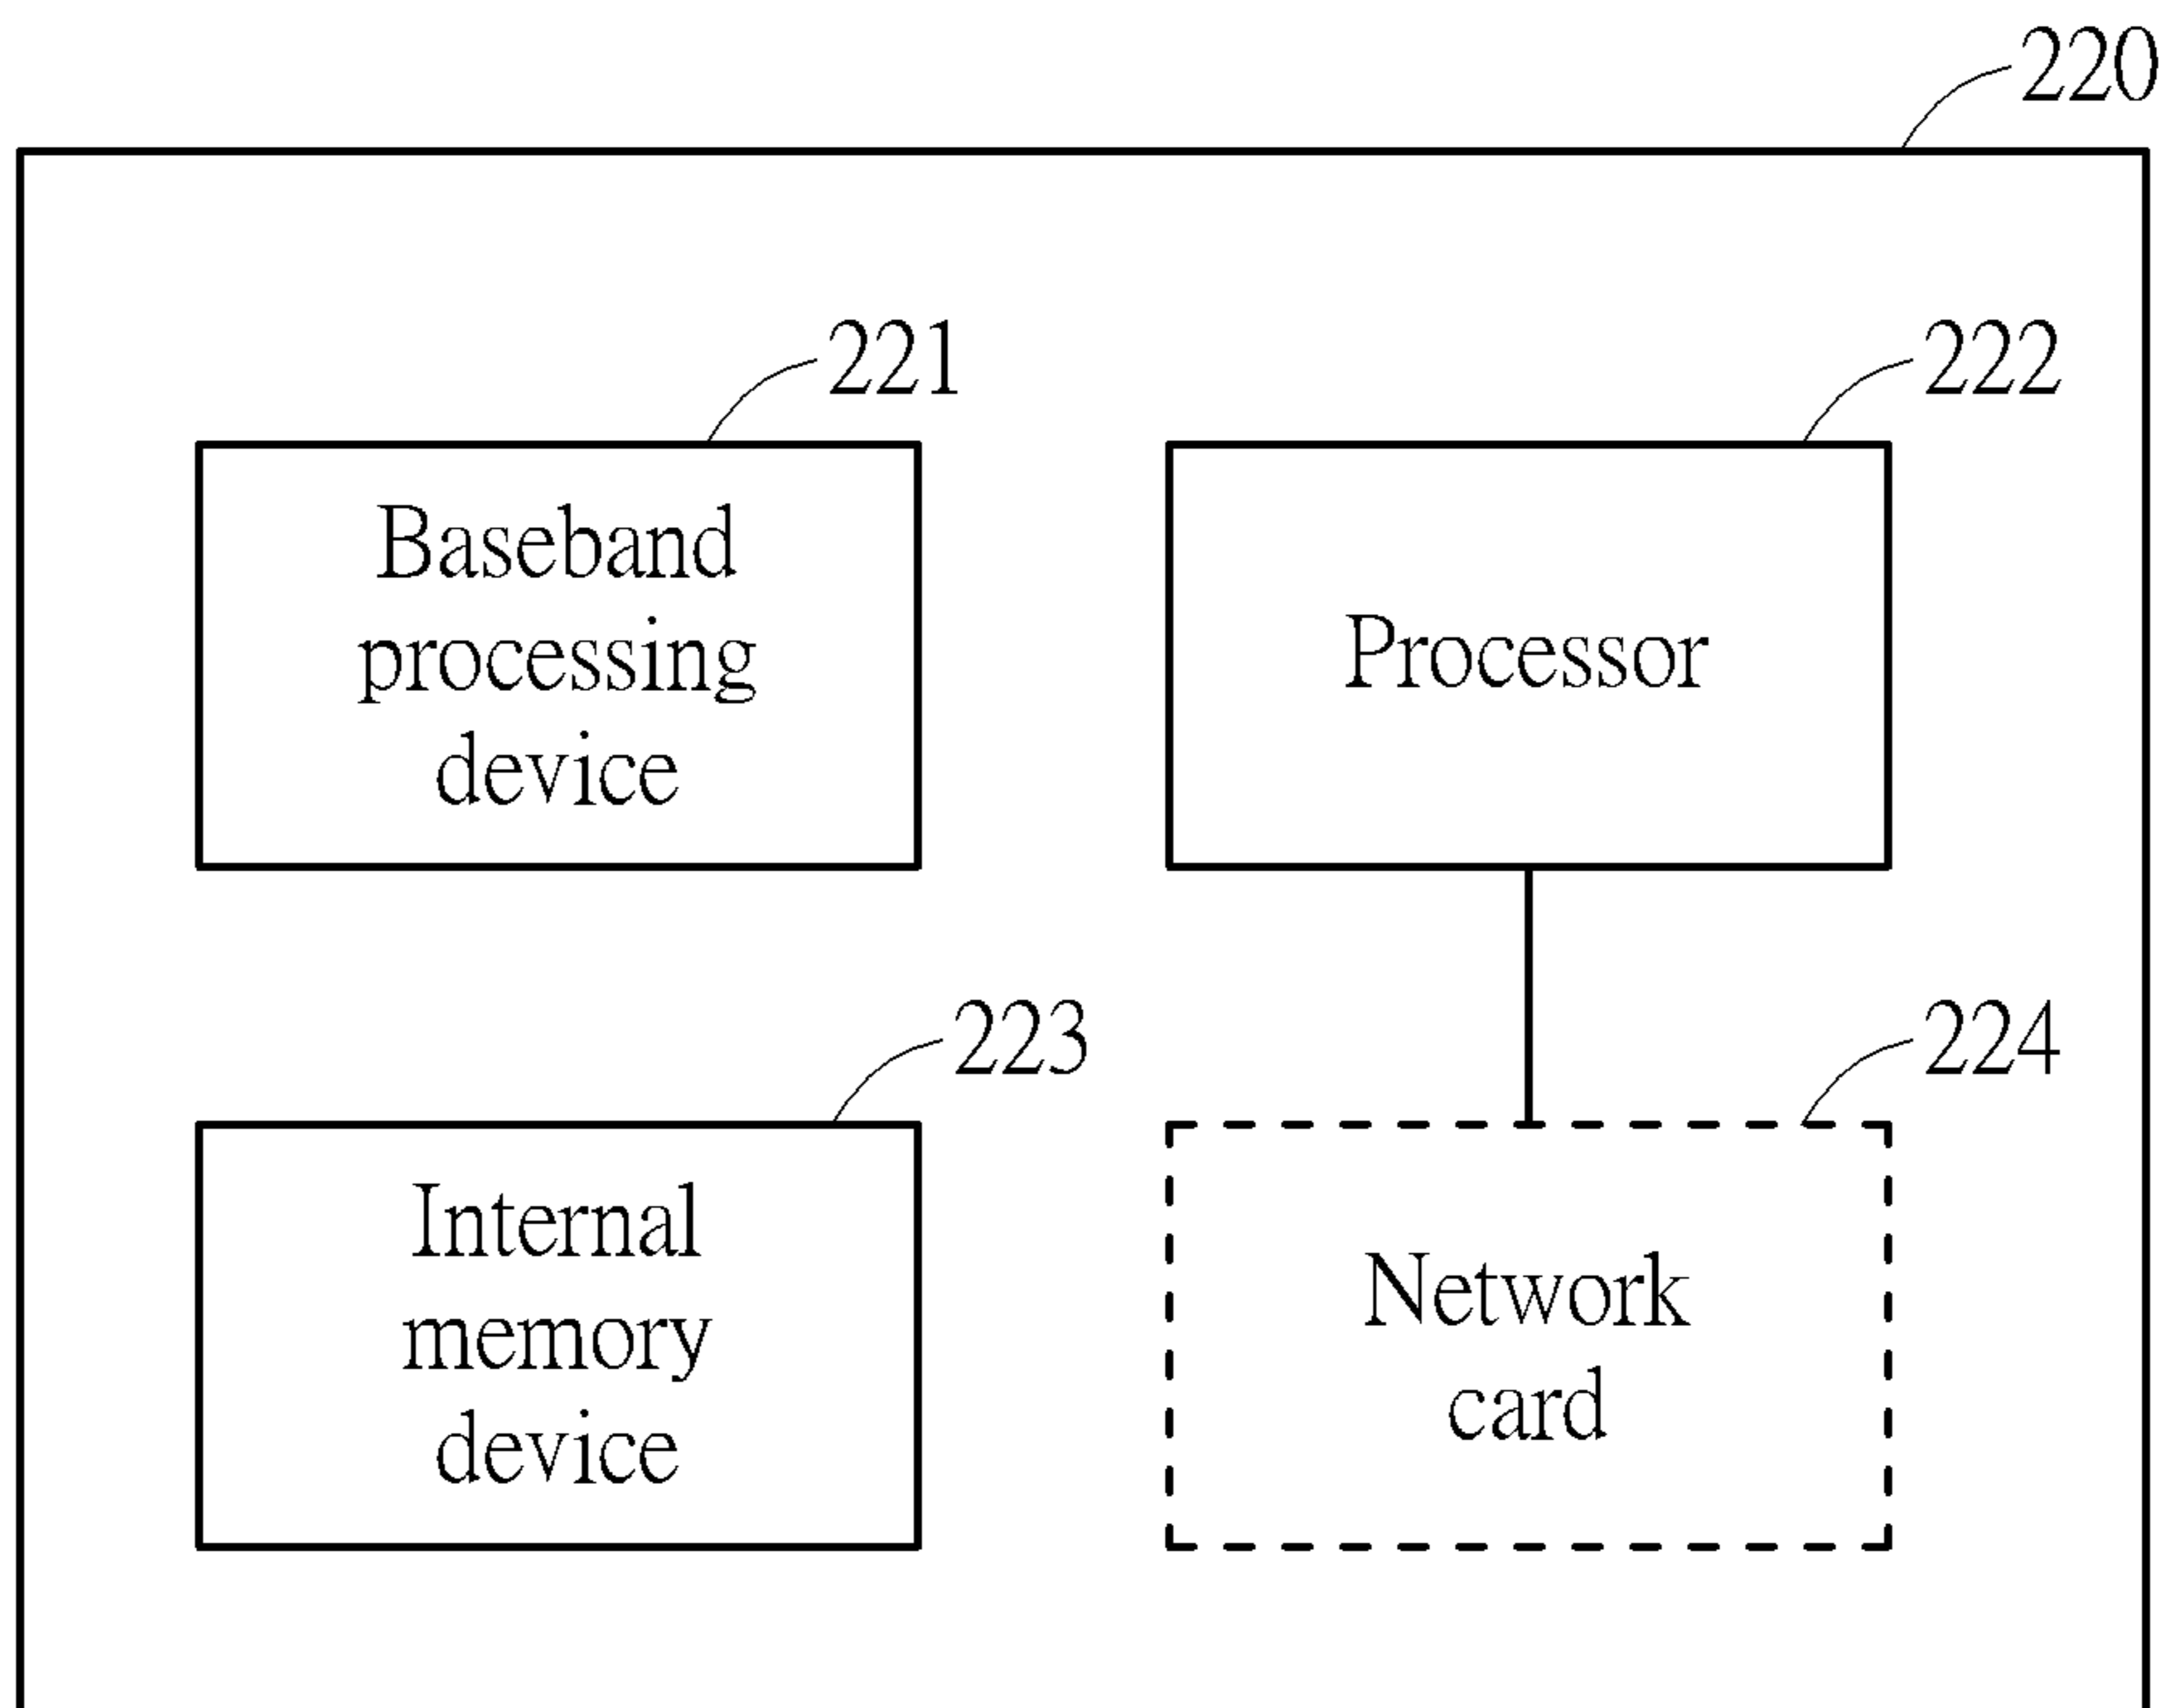 220
221
222
Baseband
processing
device
Processor
223
224
Internal
memory
device
Network
card